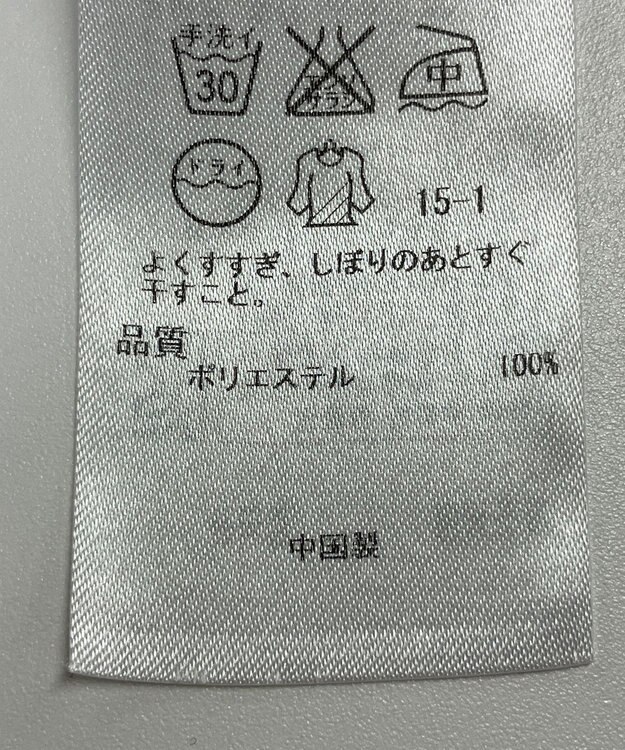 手洗イ
30
エンソ
サラシ
中
ドライ
15-1
よくすすぎ、しぼりのあとすぐ
干すこと。
品質
ポリエステル 100%
中国製